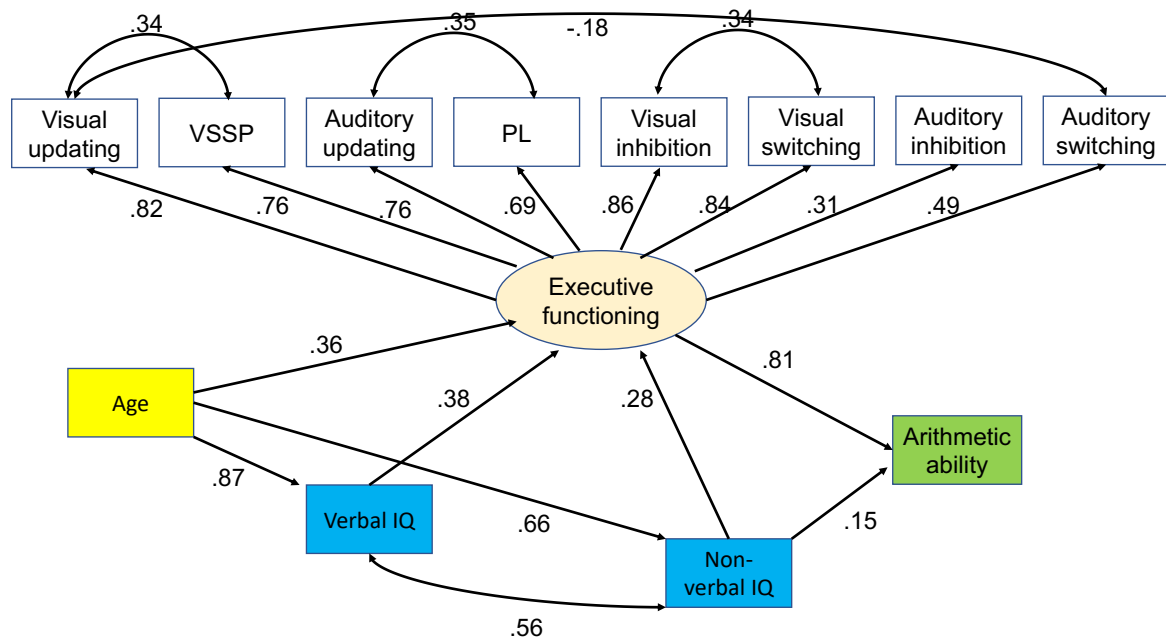 .34
.35
-.18
.34
Visual
updating
VSSP
Auditory
updating
PL
Visual
inhibition
Visual
switching
Auditory
inhibition
Auditory
switching
.82
.76
.76
.69
.86
.84
.31
.49
Executive
functioning
.36
.81
Age
.38
.28
Arithmetic
ability
.87
Verbal IQ
.66
.15
Non-
verbal IQ
.56